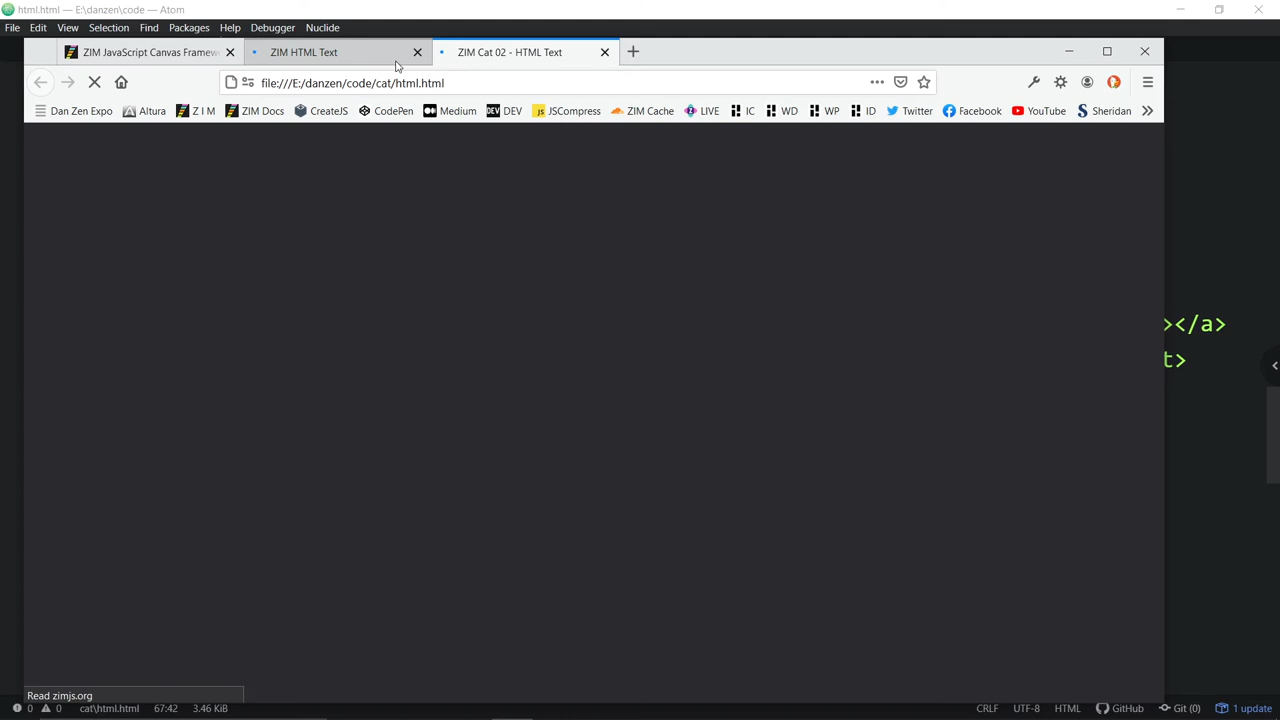 html.html — E:\danzen\code — Atom
File Edit View Selection Find Packages Help Debugger Nuclide
ZIM JavaScript Canvas Framew ZIM HTML Text ZIM Cat 02 - HTML Text
file:///E:/danzen/code/cat/html.html
Dan Zen Expo Altura Z I M ZIM Docs CreateJS CodePen Medium DEV DEV JS JSCompress ZIM Cache LIVE IC WD WP ID Twitter Facebook YouTube Sheridan
></a>
t>
Read zimjs.org
0 0 cat\html.html 67:42 3.46 KiB CRLF UTF-8 HTML GitHub Git (0) 1 update